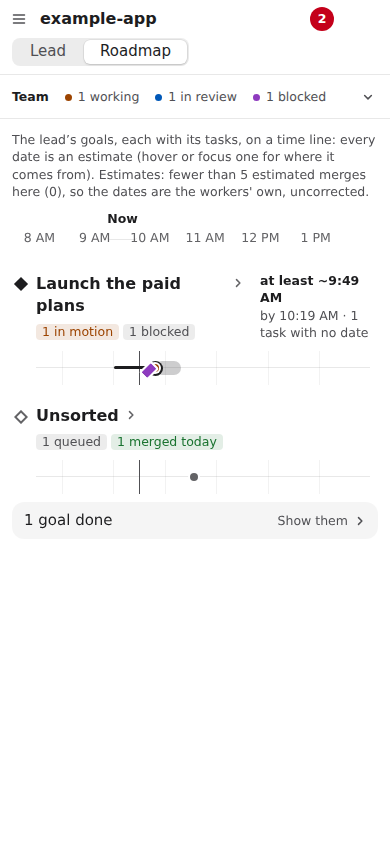 example-app
2
Lead
Roadmap
Team
1 working
1 in review
1 blocked
The lead’s goals, each with its tasks, on a time line: every
date is an estimate (hover or focus one for where it
comes from). Estimates: fewer than 5 estimated merges
here (0), so the dates are the workers' own, uncorrected.
Now
8 AM 9 AM 10 AM 11 AM 12 PM 1 PM
Launch the paid
plans
at least ~9:49
AM
by 10:19 AM · 1
task with no date
1 in motion
1 blocked
Unsorted
1 queued
1 merged today
1 goal done
Show them